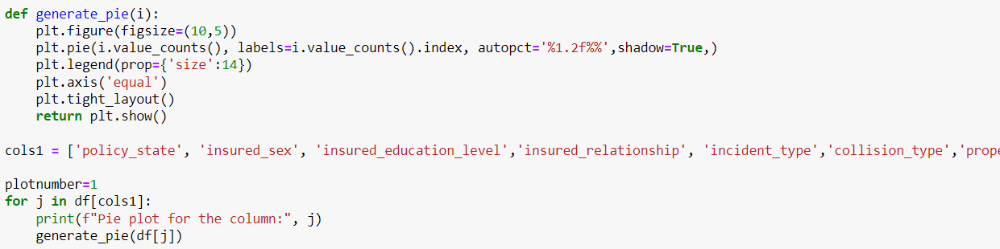 def generate_pie(i):
    plt.figure(figsize=(10,5))
    plt.pie(i.value_counts(), labels=i.value_counts().index, autopct='%1.2f%%',shadow=True,)
    plt.legend(prop={'size':14})
    plt.axis('equal')
    plt.tight_layout()
    return plt.show()
cols1 = ['policy_state', 'insured_sex', 'insured_education_level','insured_relationship', 'incident_type','collision_type','prope
plotnumber=1
for j in df[cols1]:
    print(f"Pie plot for the column:", j)
    generate_pie(df[j])